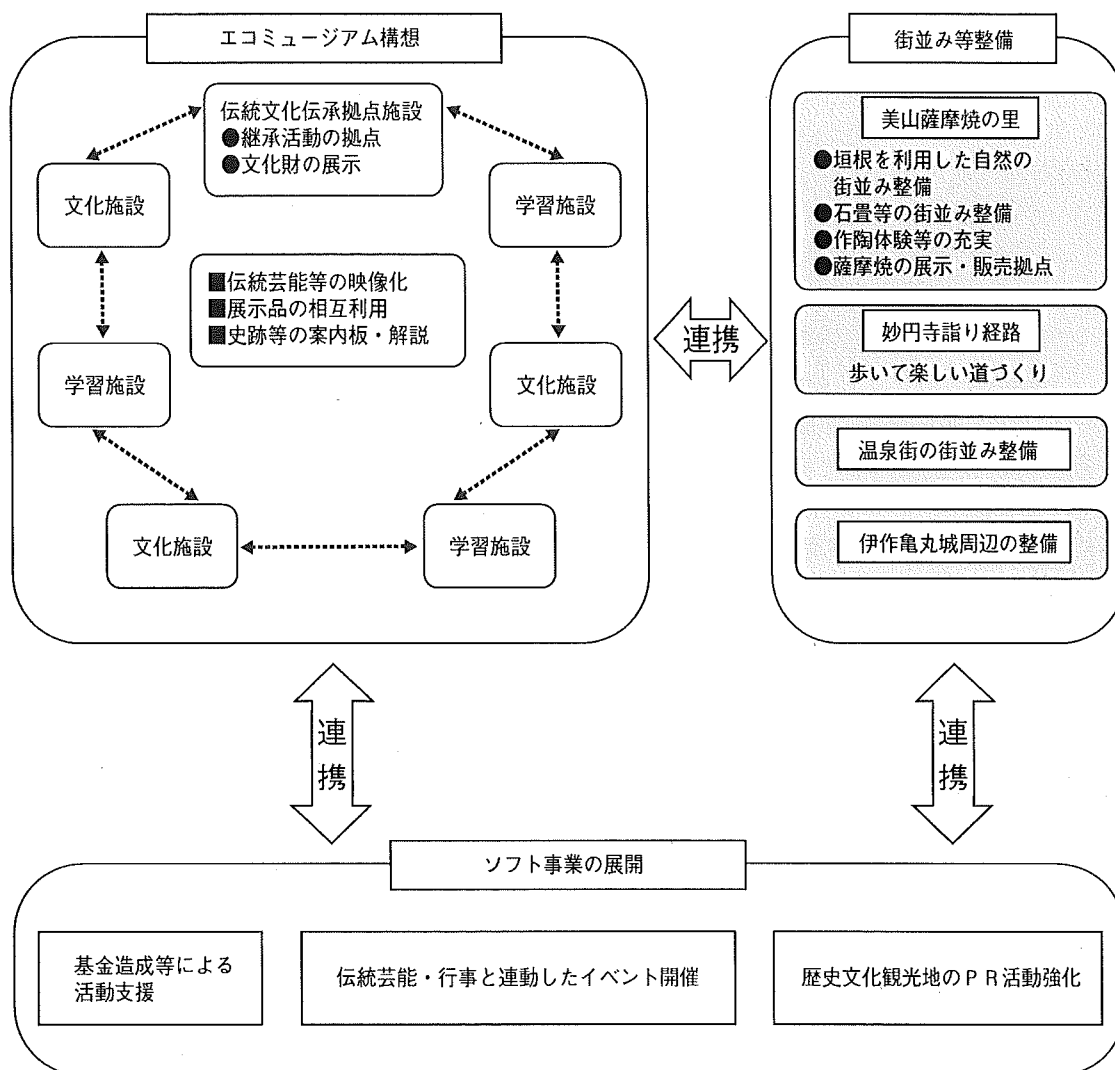 エコミュージアム構想
伝統文化伝承拠点施設
●継承活動の拠点
●文化財の展示
文化施設
学習施設
■伝統芸能等の映像化
■展示品の相互利用
■史跡等の案内板・解説
学習施設
文化施設
文化施設
学習施設
連携
街並み等整備
美山薩摩焼の里
●垣根を利用した自然の
街並み整備
●石畳等の街並み整備
●作陶体験等の充実
●薩摩焼の展示・販売拠点
妙円寺詣り経路
歩いて楽しい道づくり
温泉街の街並み整備
伊作亀丸城周辺の整備
連
携
連
携
ソフト事業の展開
基金造成等による
活動支援
伝統芸能・行事と連動したイベント開催
歴史文化観光地のPR活動強化